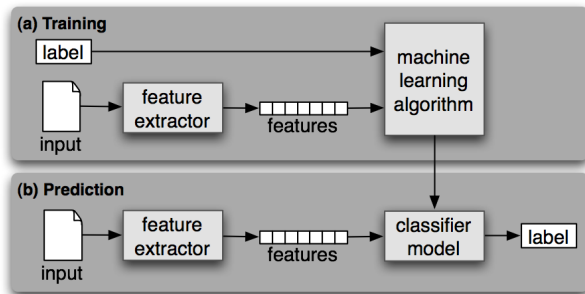 (a) Training
label
machine
learning
algorithm
feature
extractor
features
input
(b) Prediction
feature
extractor
features
classifier
model
label
input